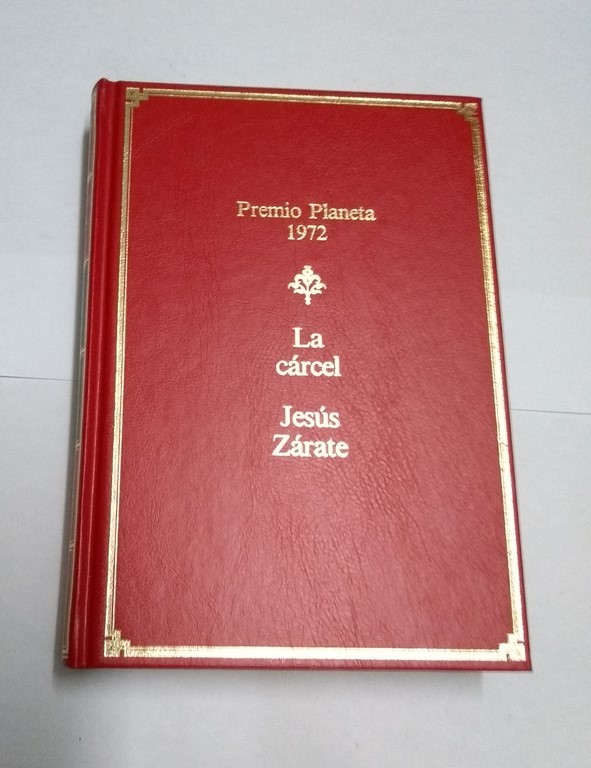 Premio Planeta
1972
La
cárcel
Jesús
Zárate